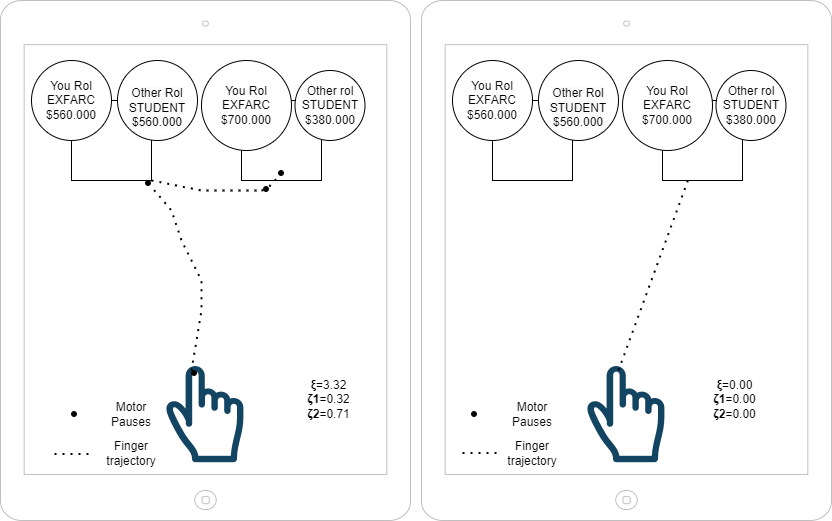 You Rol
EXFARC
$560.000
Other Rol
STUDENT
$560.000
You Rol
EXFARC
$700.000
Other rol
STUDENT
$380.000
ξ=3.32
ζ1=0.32
ζ2=0.71
Motor
Pauses
Finger
trajectory
You Rol
EXFARC
$560.000
Other Rol
STUDENT
$560.000
You Rol
EXFARC
$700.000
Other rol
STUDENT
$380.000
ξ=0.00
ζ1=0.00
ζ2=0.00
Motor
Pauses
Finger
trajectory